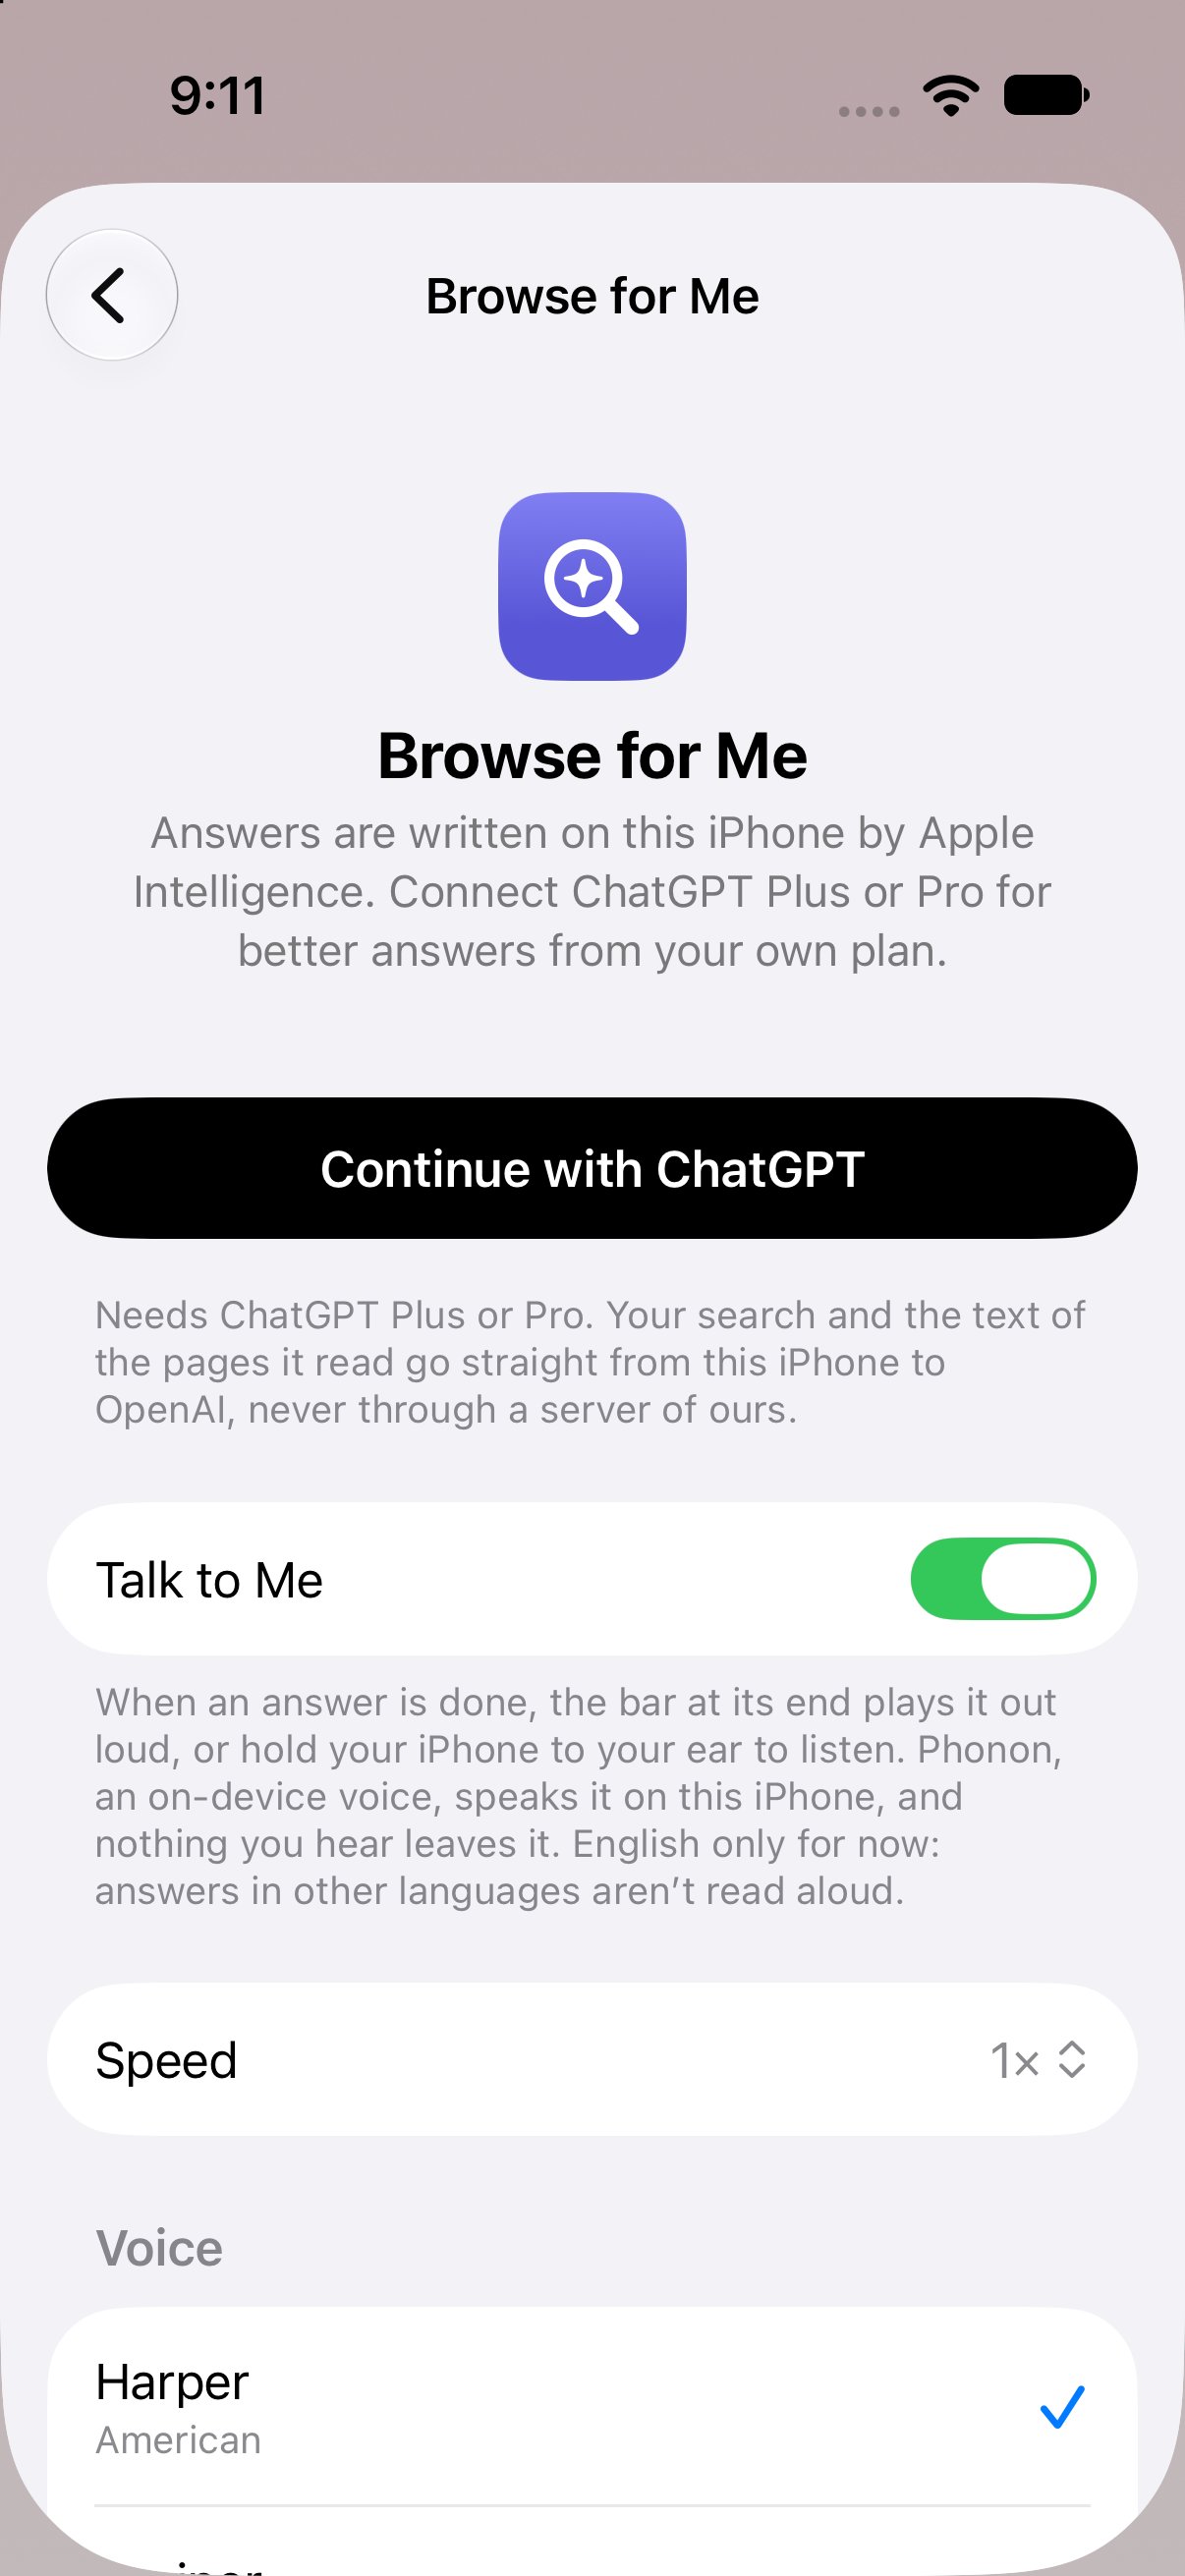 9:11
Browse for Me
Browse for Me
Answers are written on this iPhone by Apple
Intelligence. Connect ChatGPT Plus or Pro for
better answers from your own plan.
Continue with ChatGPT
Needs ChatGPT Plus or Pro. Your search and the text of
the pages it read go straight from this iPhone to
OpenAI, never through a server of ours.
Talk to Me
When an answer is done, the bar at its end plays it out
loud, or hold your iPhone to your ear to listen. Phonon,
an on-device voice, speaks it on this iPhone, and
nothing you hear leaves it. English only for now:
answers in other languages aren’t read aloud.
Speed
1×
Voice
Harper
American